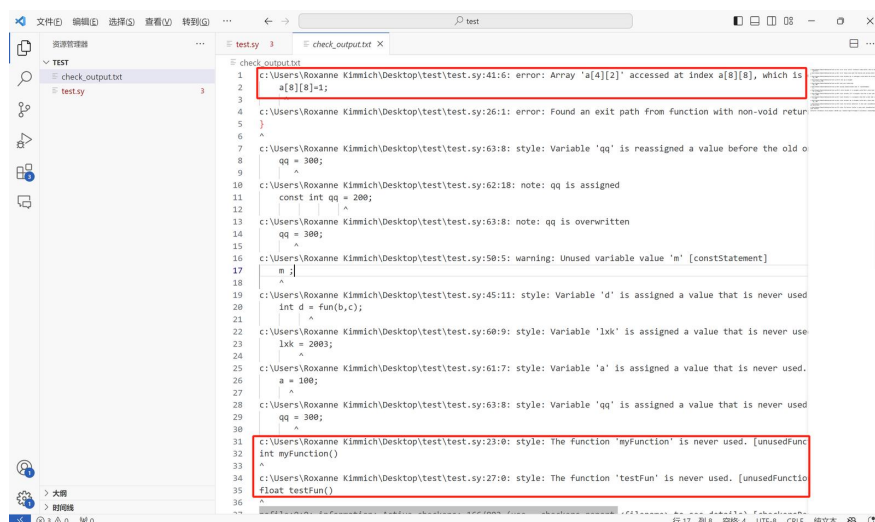 文件(F) 编辑(E) 选择(S) 查看(V) 转到(G) ... test
资源管理器 ...
test.sy 3 check_output.txt
TEST
check_output.txt
check_output.txt
test.sy 3
1 c:\Users\Roxanne Kimmich\Desktop\test\test.sy:41:6: error: Array 'a[4][2]' accessed at index a[8][8], which is
2 a[8][8]=1;
3 ^
4 c:\Users\Roxanne Kimmich\Desktop\test\test.sy:26:1: error: Found an exit path from function with non-void retur
5 }
6 ^
7 c:\Users\Roxanne Kimmich\Desktop\test\test.sy:63:8: style: Variable 'qq' is reassigned a value before the old o
8 qq = 300;
9 ^
10 c:\Users\Roxanne Kimmich\Desktop\test\test.sy:62:18: note: qq is assigned
11 const int qq = 200;
12 ^
13 c:\Users\Roxanne Kimmich\Desktop\test\test.sy:63:8: note: qq is overwritten
14 qq = 300;
15 ^
16 c:\Users\Roxanne Kimmich\Desktop\test\test.sy:50:5: warning: Unused variable value 'm' [constStatement]
17 m ;
18 ^
19 c:\Users\Roxanne Kimmich\Desktop\test\test.sy:45:11: style: Variable 'd' is assigned a value that is never used
20 int d = fun(b,c);
21 ^
22 c:\Users\Roxanne Kimmich\Desktop\test\test.sy:60:9: style: Variable 'lxk' is assigned a value that is never use
23 lxk = 2003;
24 ^
25 c:\Users\Roxanne Kimmich\Desktop\test\test.sy:61:7: style: Variable 'a' is assigned a value that is never used.
26 a = 100;
27 ^
28 c:\Users\Roxanne Kimmich\Desktop\test\test.sy:63:8: style: Variable 'qq' is assigned a value that is never used
29 qq = 300;
30 ^
31 c:\Users\Roxanne Kimmich\Desktop\test\test.sy:23:0: style: The function 'myFunction' is never used. [unusedFunc
32 int myFunction()
33 ^
34 c:\Users\Roxanne Kimmich\Desktop\test\test.sy:27:0: style: The function 'testFun' is never used. [unusedFunctio
35 float testFun()
36 ^
大纲
时间线
行 17, 列 8 空格: 4 UTF-8 CRLF 纯文本